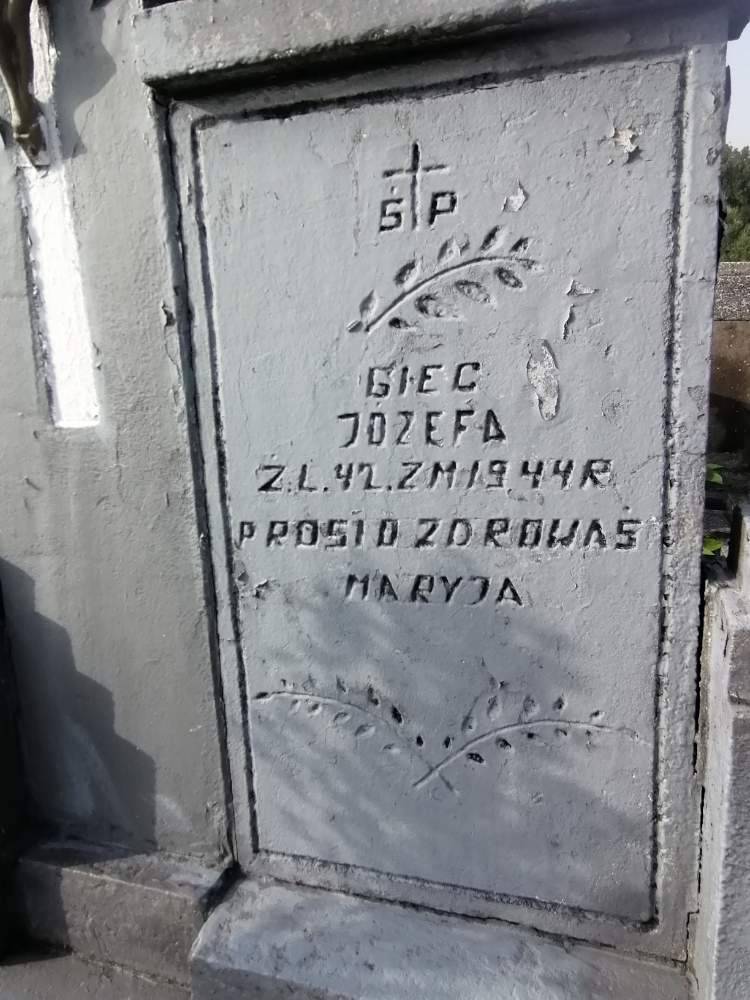 ŚP
GIEC
JÓZEFA
Ż.L.42.ZM.1944R
PROSI O ZDROWAŚ
MARYJA